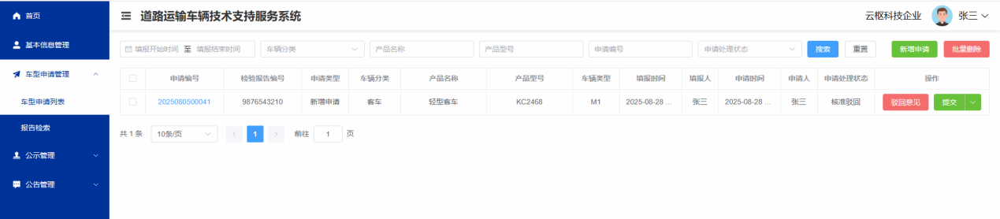 首页
基本信息管理
车型申请管理
车型申请列表
报告检索
公示管理
公告管理
道路运输车辆技术支持服务系统
云枢科技企业 张三
填报开始时间 至 填报结束时间 车辆分类 产品名称 产品型号 申请编号 申请处理状态 搜索 重置 新增申请 批量删除
申请编号 检验报告编号 申请类型 车辆分类 产品名称 产品型号 车辆类型 填报时间 填报人 申请时间 申请人 申请处理状态 操作
2025080500041 9876543210 新增申请 客车 轻型客车 KC2468 M1 2025-08-28 ... 张三 2025-08-28 ... 张三 核准驳回 驳回意见 提交
共 1 条 10条/页 1 前往 1 页